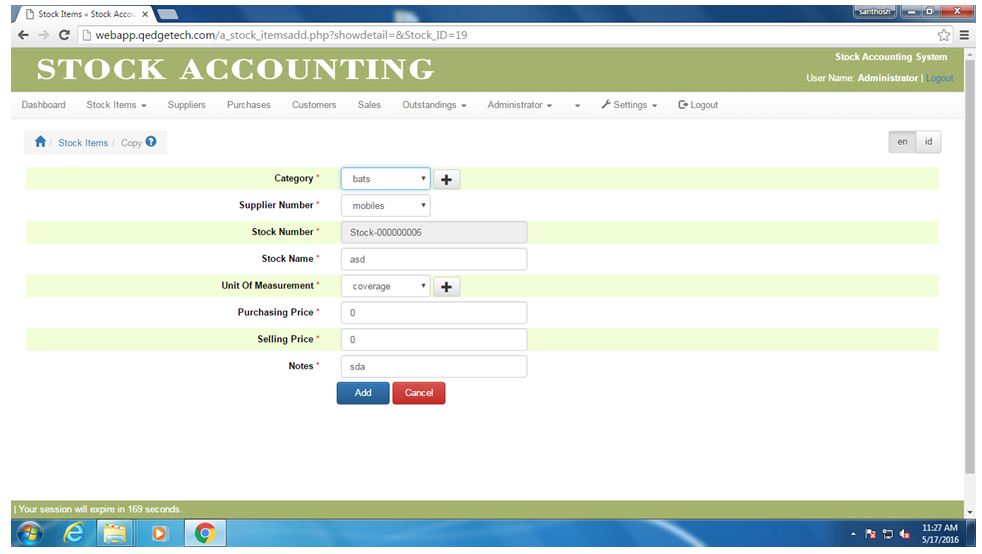 Stock Items « Stock Accou
santhosh
webapp.qedgetech.com/a_stock_itemsadd.php?showdetail=&Stock_ID=19
STOCK ACCOUNTING
Stock Accounting System
User Name: Administrator | Logout
Dashboard Stock Items Suppliers Purchases Customers Sales Outstandings Administrator Settings Logout
/ Stock Items / Copy ?
en id
Category * bats
Supplier Number * mobiles
Stock Number * Stock-000000006
Stock Name * asd
Unit Of Measurement * coverage
Purchasing Price * 0
Selling Price * 0
Notes * sda
Add Cancel
| Your session will expire in 169 seconds.
11:27 AM
5/17/2016